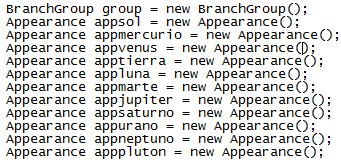 BranchGroup group = new BranchGroup();
Appearance appsol = new Appearance();
Appearance appmercurio = new Appearance();
Appearance appvenus = new Appearance();
Appearance apptierra = new Appearance();
Appearance appluna = new Appearance();
Appearance appmarte = new Appearance();
Appearance appjupiter = new Appearance();
Appearance appsaturno = new Appearance();
Appearance appurano = new Appearance();
Appearance appneptuno = new Appearance();
Appearance apppluton = new Appearance();